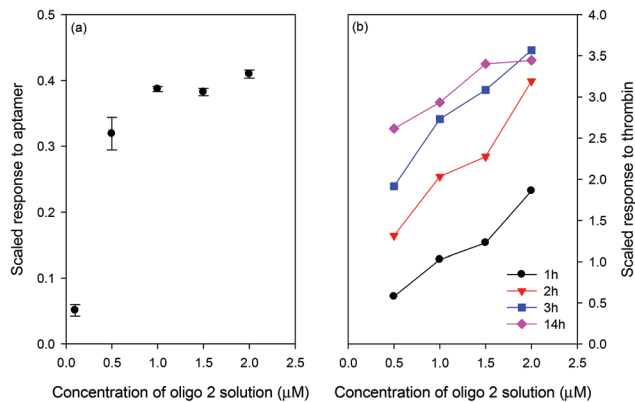 (a)
Scaled response to aptamer
0.5
0.4
0.3
0.2
0.1
0.0
0.0 0.5 1.0 1.5 2.0 2.5
Concentration of oligo 2 solution (μM)
(b)
4.0
3.5
3.0
2.5
2.0
1.5
1.0
0.5
0.0
Scaled response to thrombin
1h
2h
3h
14h
0.0 0.5 1.0 1.5 2.0 2.5
Concentration of oligo 2 solution (μM)